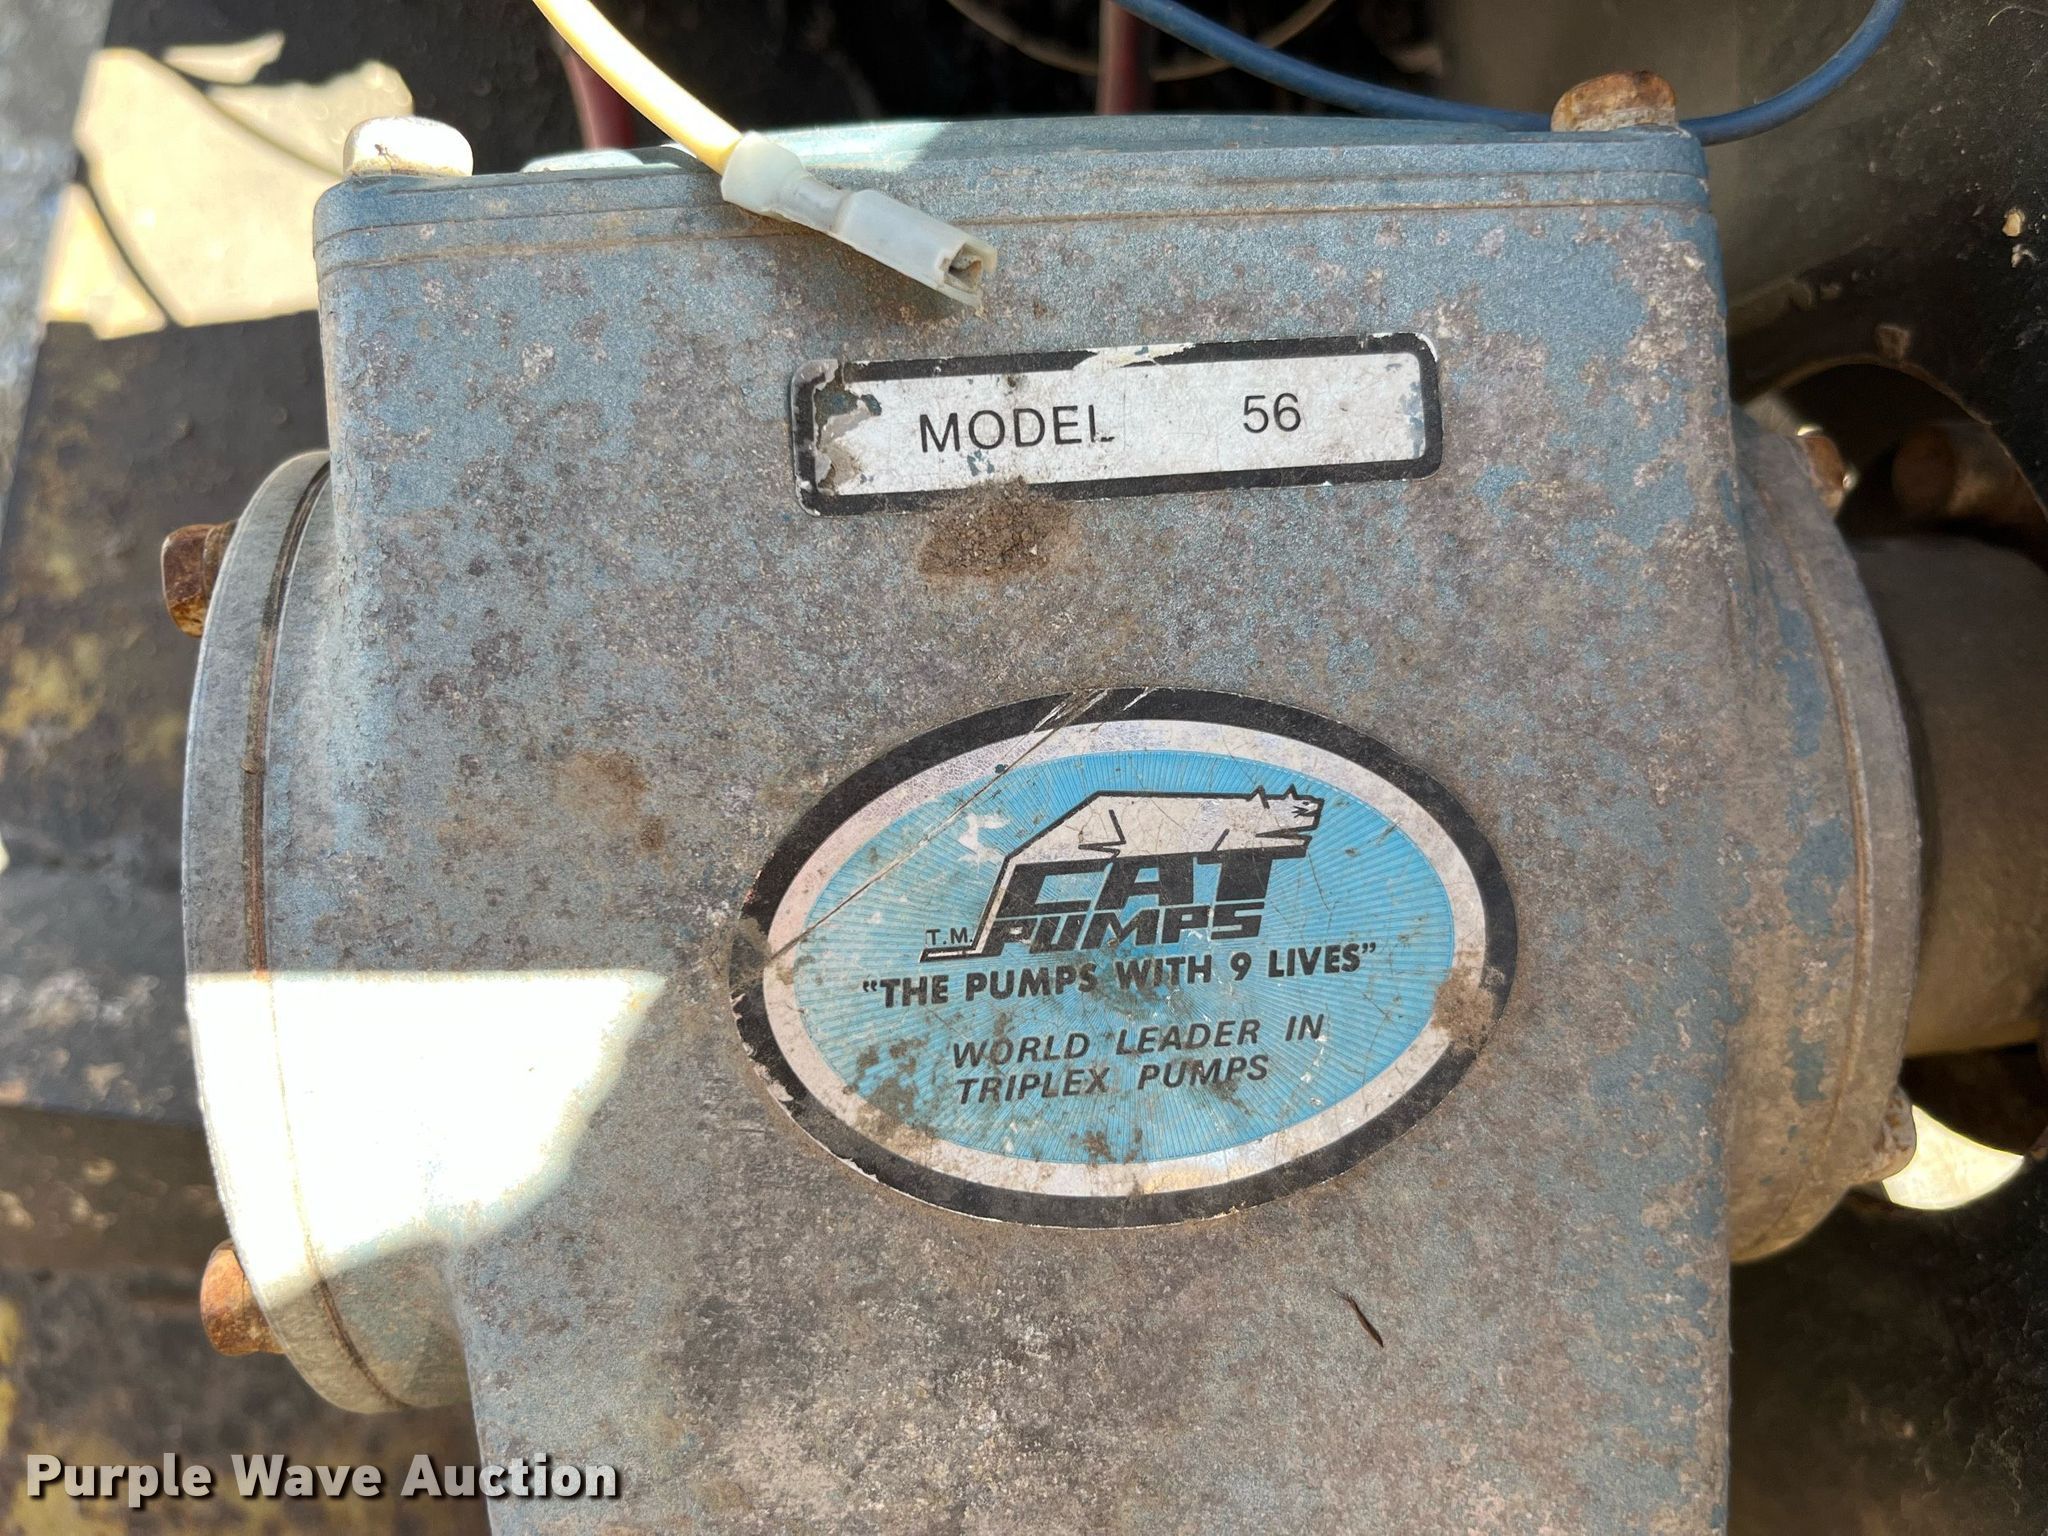 MODEL 56
CAT
PUMPS
T.M.
"THE PUMPS WITH 9 LIVES"
WORLD LEADER IN
TRIPLEX PUMPS
Purple Wave Auction